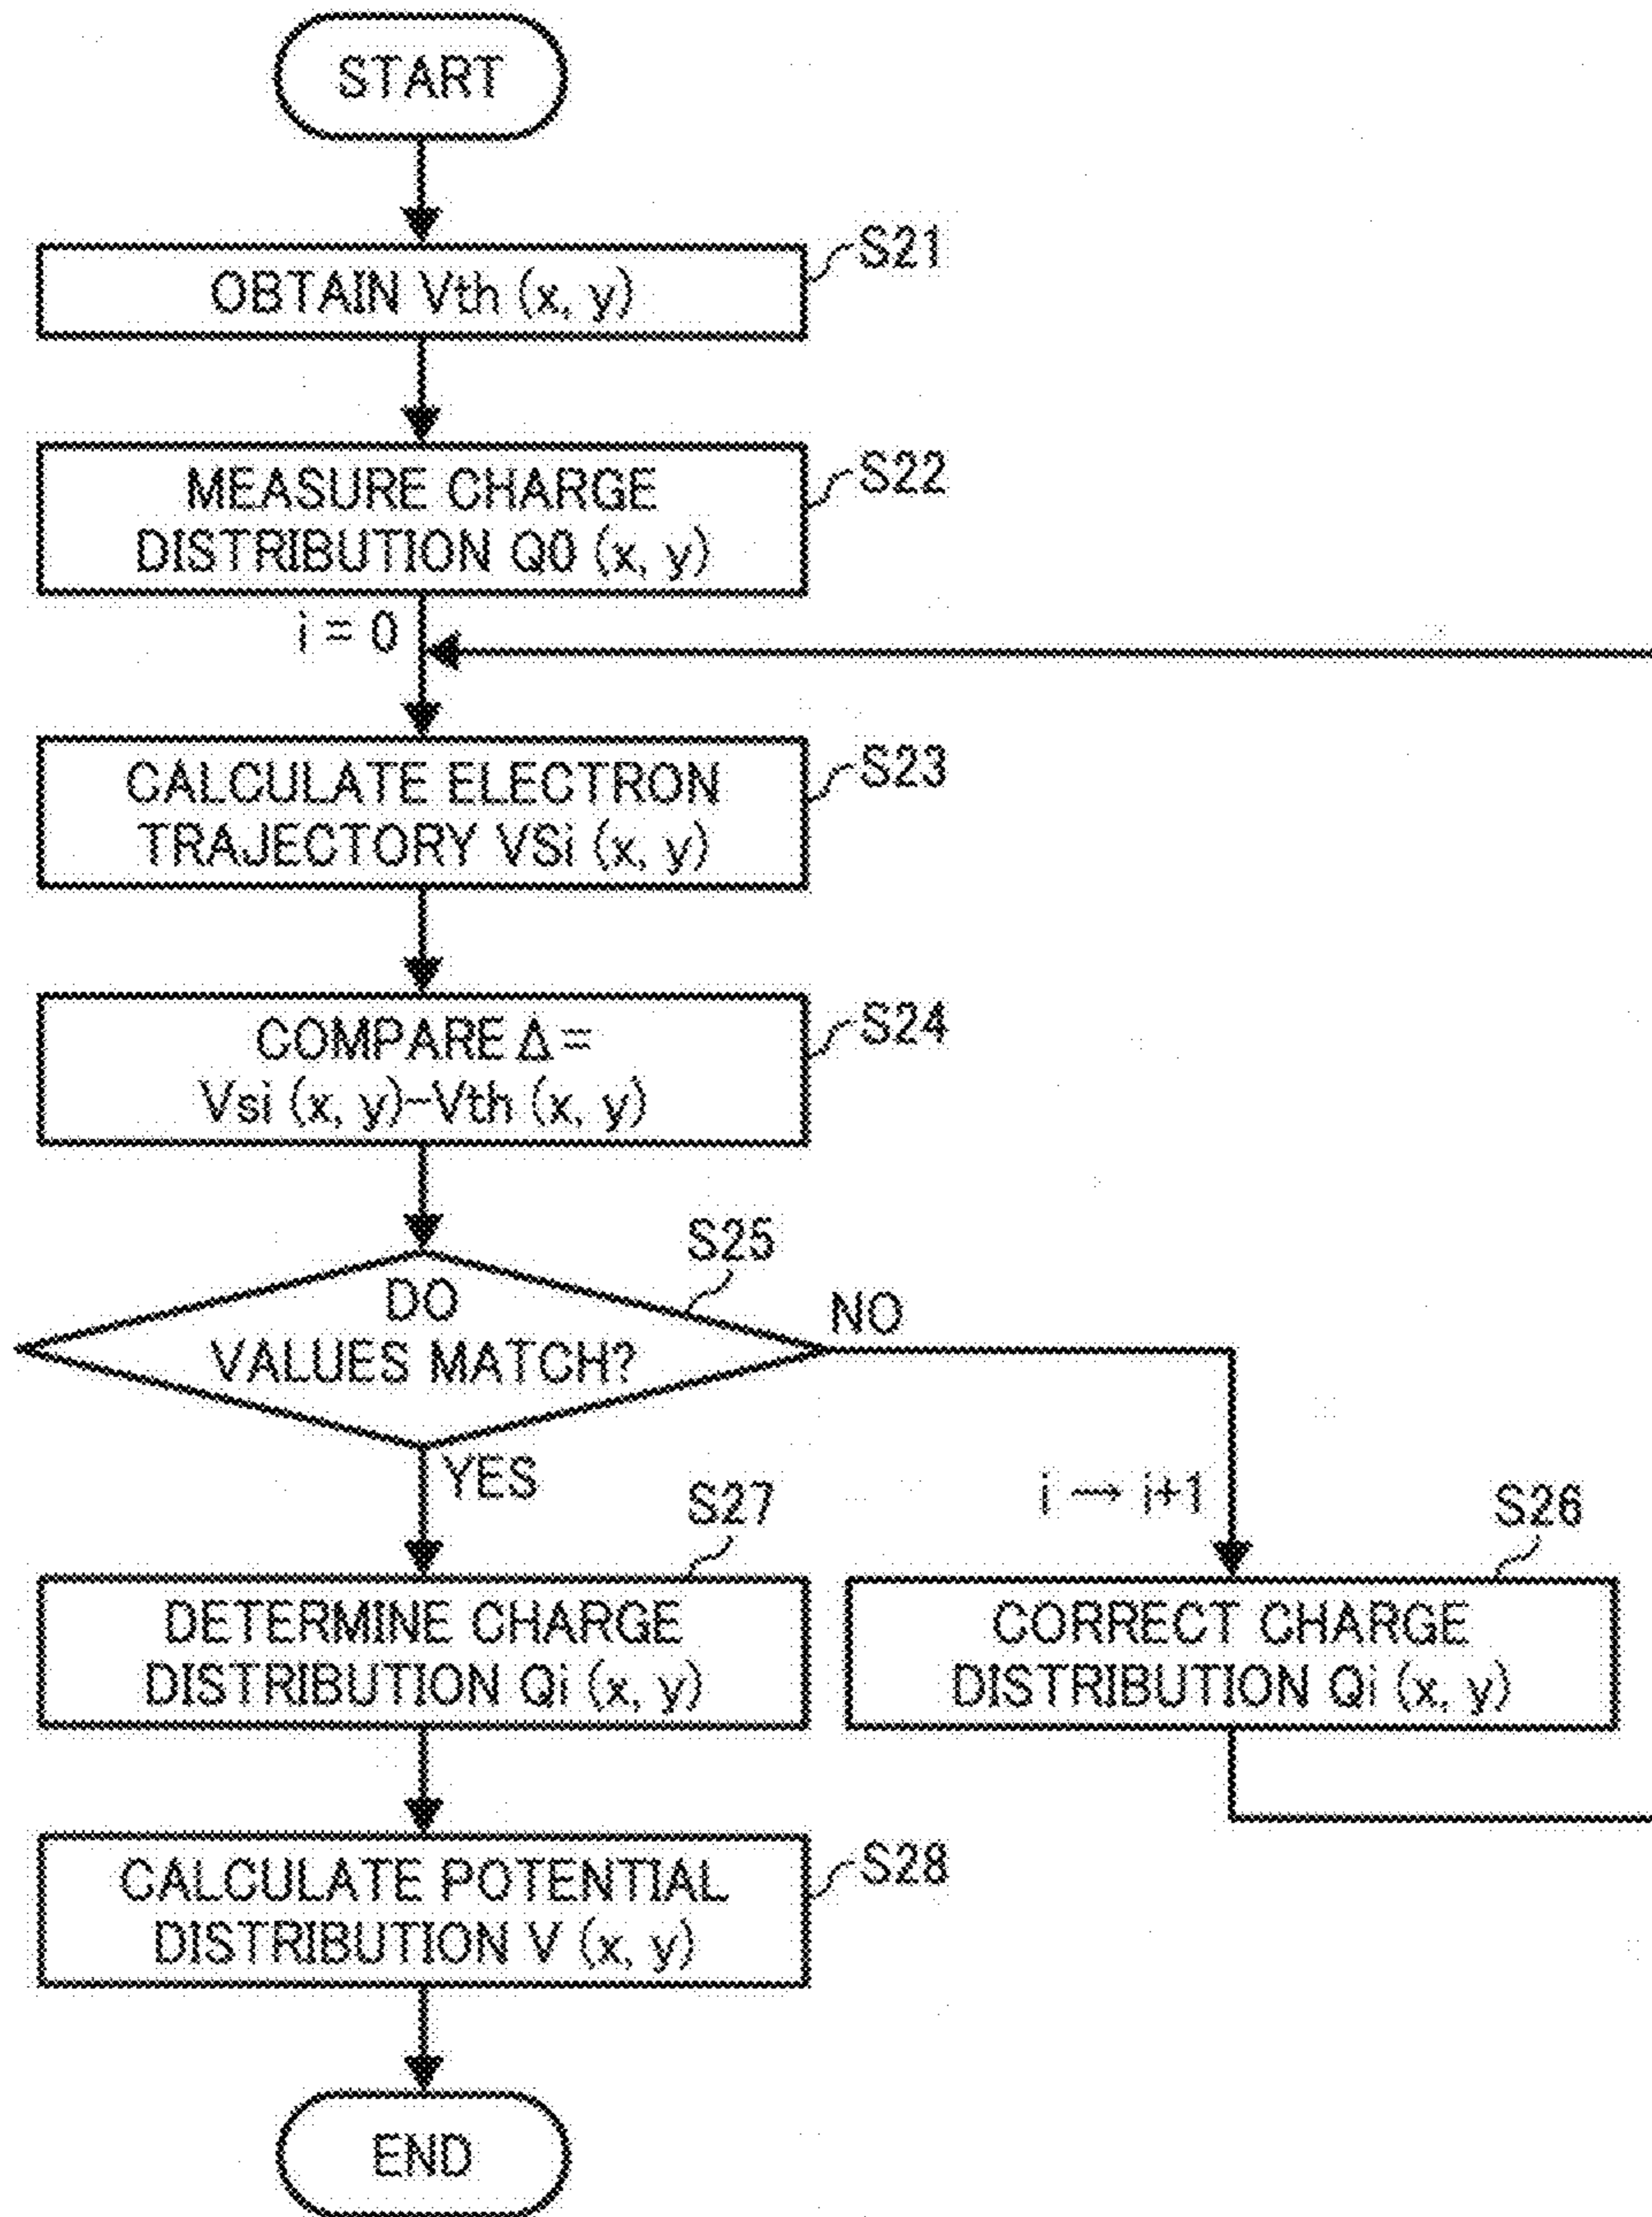 START
OBTAIN Vth (x, y)
S21
MEASURE CHARGE
DISTRIBUTION Q0 (x, y)
S22
i = 0
CALCULATE ELECTRON
TRAJECTORY VSi (x, y)
S23
COMPARE Δ =
Vsi (x, y)-Vth (x, y)
S24
DO
VALUES MATCH?
S25
NO
YES
i → i+1
S27
DETERMINE CHARGE
DISTRIBUTION Qi (x, y)
S26
CORRECT CHARGE
DISTRIBUTION Qi (x, y)
CALCULATE POTENTIAL
DISTRIBUTION V (x, y)
S28
END